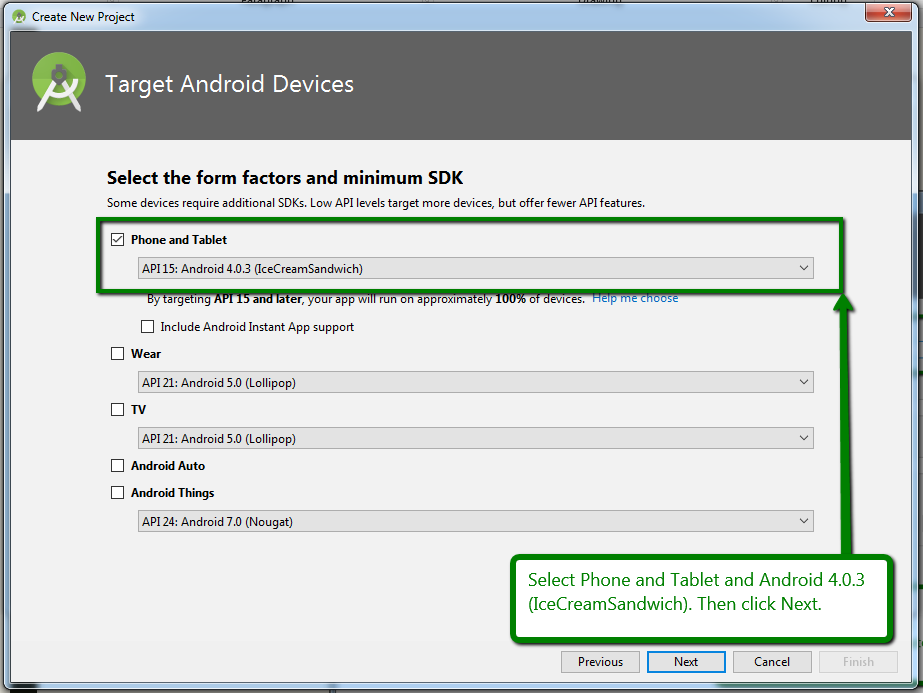 Create New Project
Target Android Devices
Select the form factors and minimum SDK
Some devices require additional SDKs. Low API levels target more devices, but offer fewer API features.
Phone and Tablet
API 15: Android 4.0.3 (IceCreamSandwich)
By targeting API 15 and later, your app will run on approximately 100% of devices. Help me choose
Include Android Instant App support
Wear
API 21: Android 5.0 (Lollipop)
TV
API 21: Android 5.0 (Lollipop)
Android Auto
Android Things
API 24: Android 7.0 (Nougat)
Select Phone and Tablet and Android 4.0.3
(IceCreamSandwich). Then click Next.
Previous Next Cancel Finish